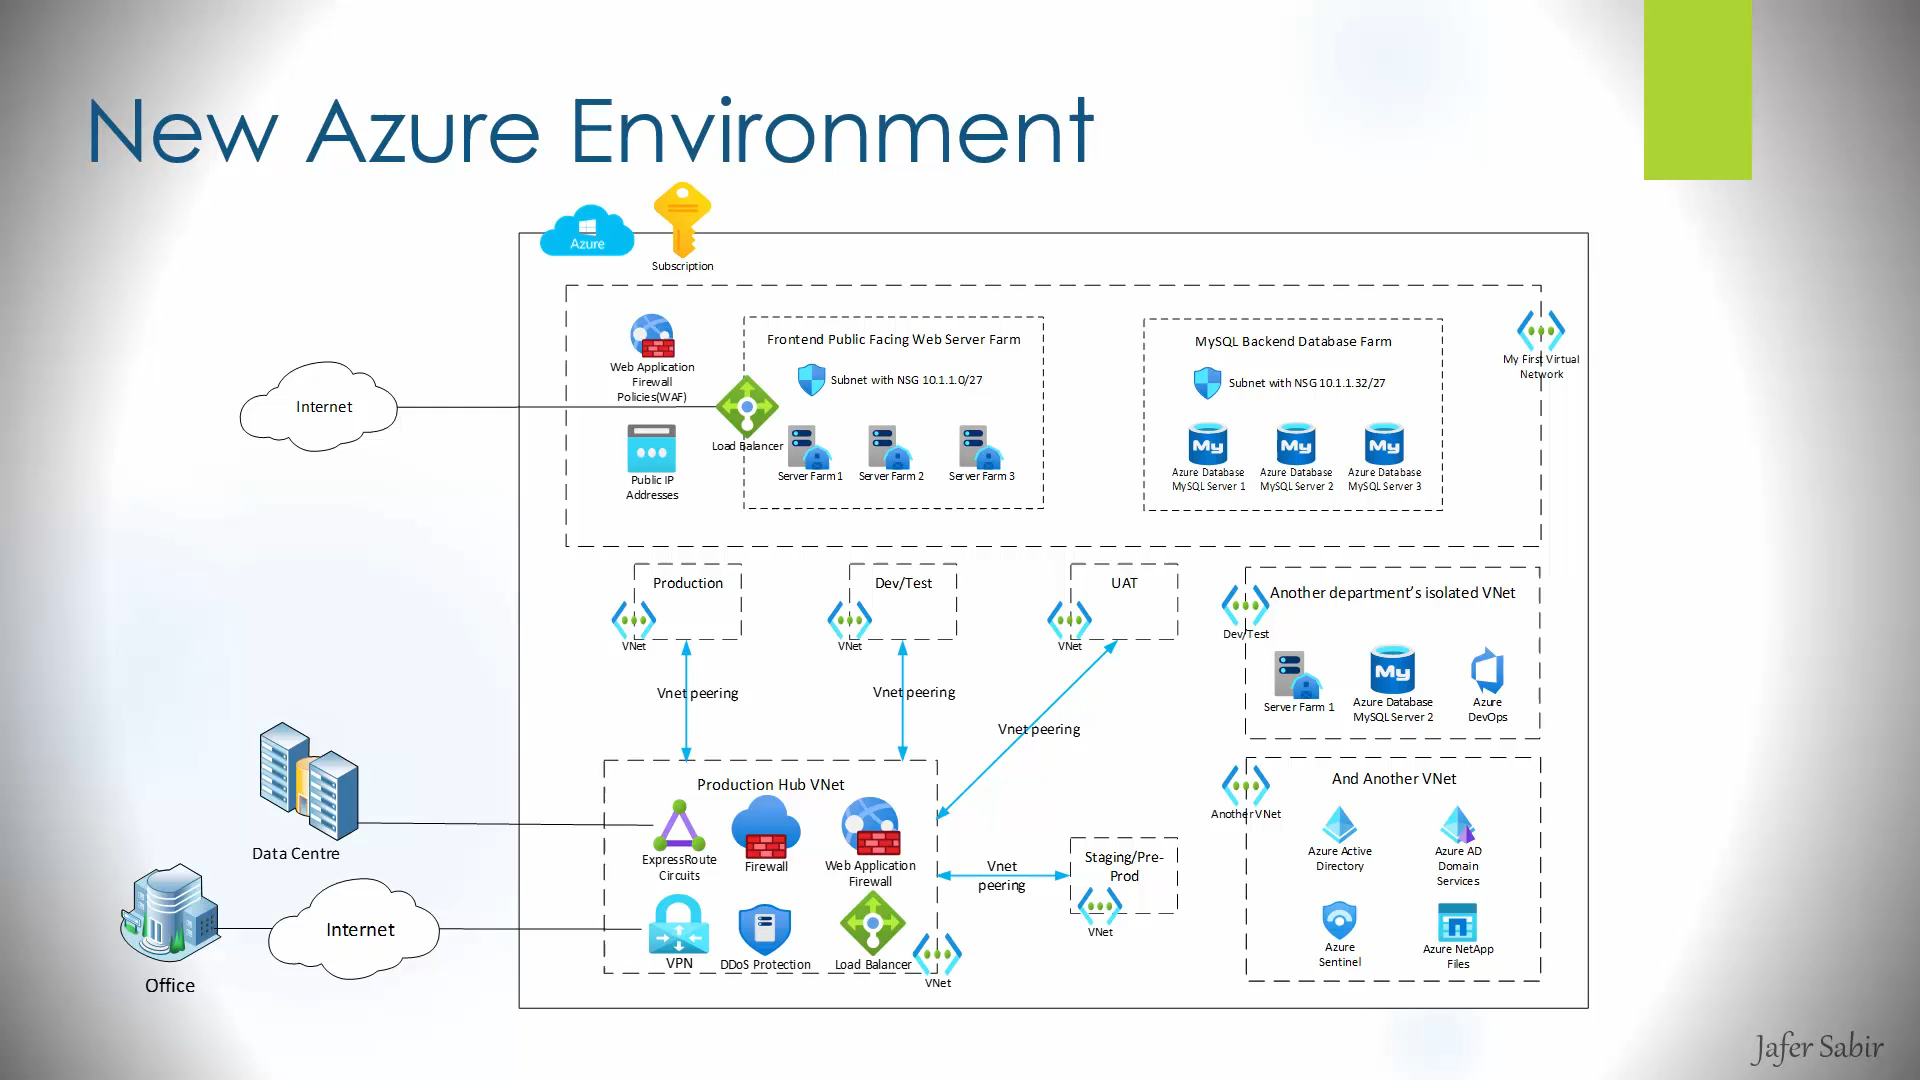 New Azure Environment
Azure
Subscription
Web Application
Firewall
Policies(WAF)
Public IP
Addresses
Internet
Load Balancer
Frontend Public Facing Web Server Farm
Subnet with NSG 10.1.1.0/27
Server Farm 1
Server Farm 2
Server Farm 3
MySQL Backend Database Farm
Subnet with NSG 10.1.1.32/27
My
My
My
Azure Database
MySQL Server 1
Azure Database
MySQL Server 2
Azure Database
MySQL Server 3
My First Virtual
Network
Production
VNet
Dev/Test
VNet
UAT
VNet
Another department's isolated VNet
Dev/Test
Server Farm 1
My
Azure Database
MySQL Server 2
Azure
DevOps
Vnet peering
Vnet peering
Vnet peering
Production Hub VNet
ExpressRoute
Circuits
Firewall
Web Application
Firewall
VPN
DDoS Protection
Load Balancer
VNet
Vnet
peering
Staging/Pre-
Prod
VNet
And Another VNet
Another VNet
Azure Active
Directory
Azure AD
Domain
Services
Azure
Sentinel
Azure NetApp
Files
Data Centre
Internet
Office
Jafer Sabir